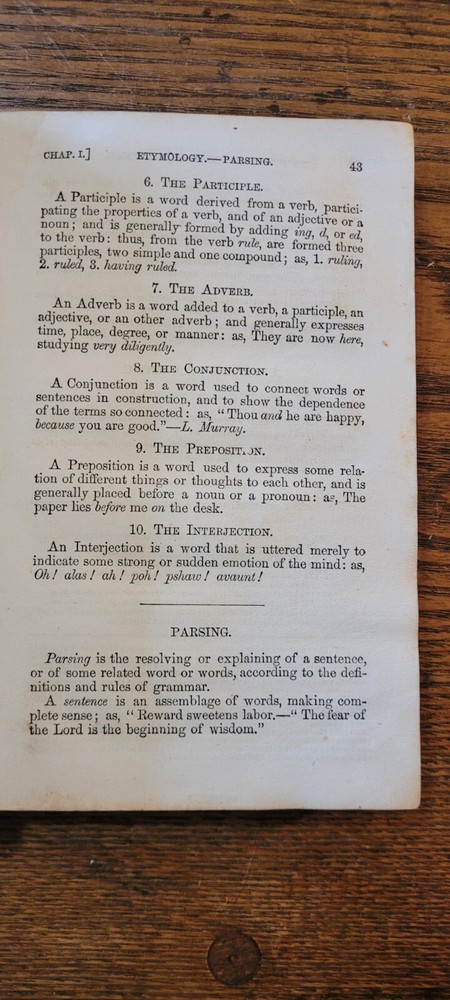 CHAP. I.] ETYMOLOGY.—PARSING. 43
6. THE PARTICIPLE.
A Participle is a word derived from a verb, partici-
pating the properties of a verb, and of an adjective or a
noun; and is generally formed by adding ing, d, or ed,
to the verb: thus, from the verb rule, are formed three
participles, two simple and one compound; as, 1. ruling,
2. ruled, 3. having ruled.
7. THE ADVERB.
An Adverb is a word added to a verb, a participle, an
adjective, or an other adverb; and generally expresses
time, place, degree, or manner: as, They are now here,
studying very diligently.
8. THE CONJUNCTION.
A Conjunction is a word used to connect words or
sentences in construction, and to show the dependence
of the terms so connected: as, "Thou and he are happy,
because you are good."—L. Murray.
9. THE PREPOSITION.
A Preposition is a word used to express some rela-
tion of different things or thoughts to each other, and is
generally placed before a noun or a pronoun: as, The
paper lies before me on the desk.
10. THE INTERJECTION.
An Interjection is a word that is uttered merely to
indicate some strong or sudden emotion of the mind: as,
Oh! alas! ah! poh! pshaw! avaunt!
PARSING.
Parsing is the resolving or explaining of a sentence,
or of some related word or words, according to the defi-
nitions and rules of grammar.
A sentence is an assemblage of words, making com-
plete sense; as, "Reward sweetens labor.—"The fear of
the Lord is the beginning of wisdom."